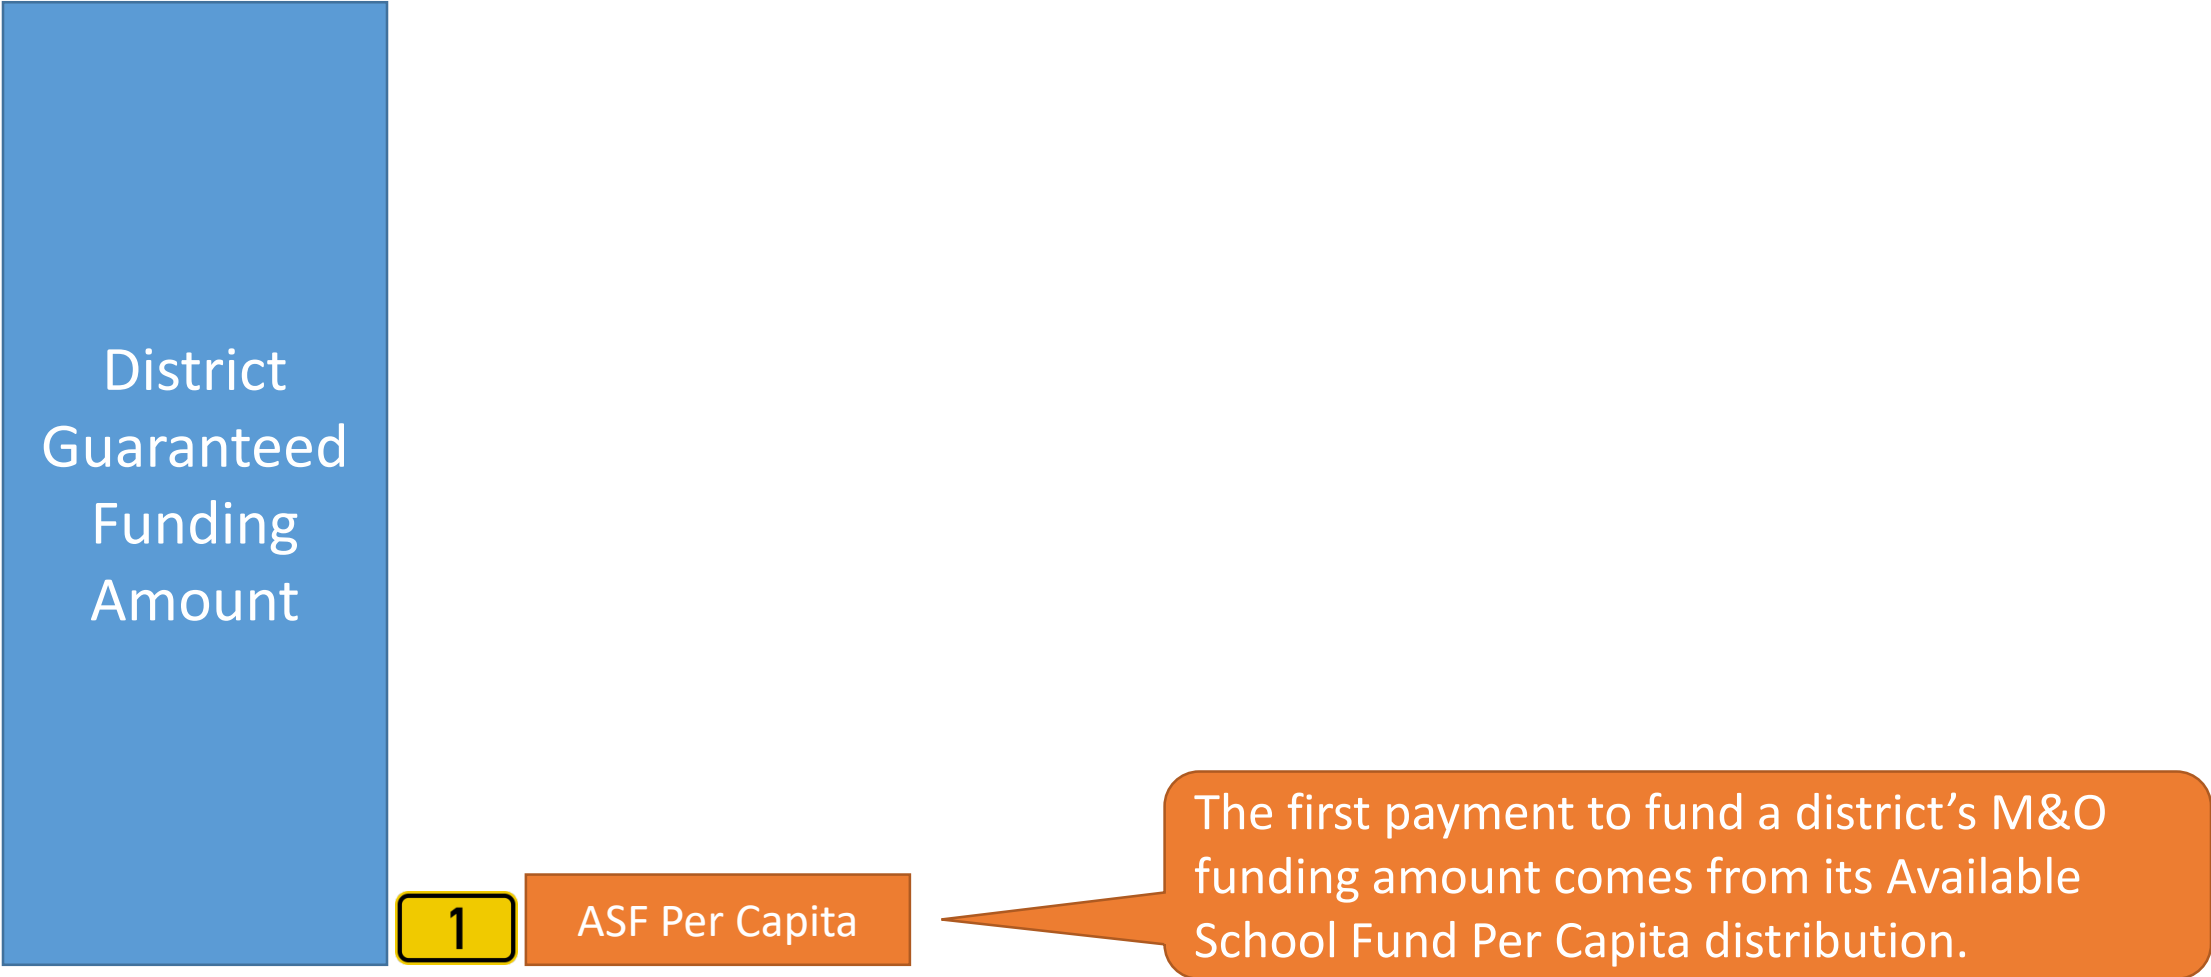 District
Guaranteed
Funding
Amount
1
ASF Per Capita
The first payment to fund a district’s M&O
funding amount comes from its Available
School Fund Per Capita distribution.